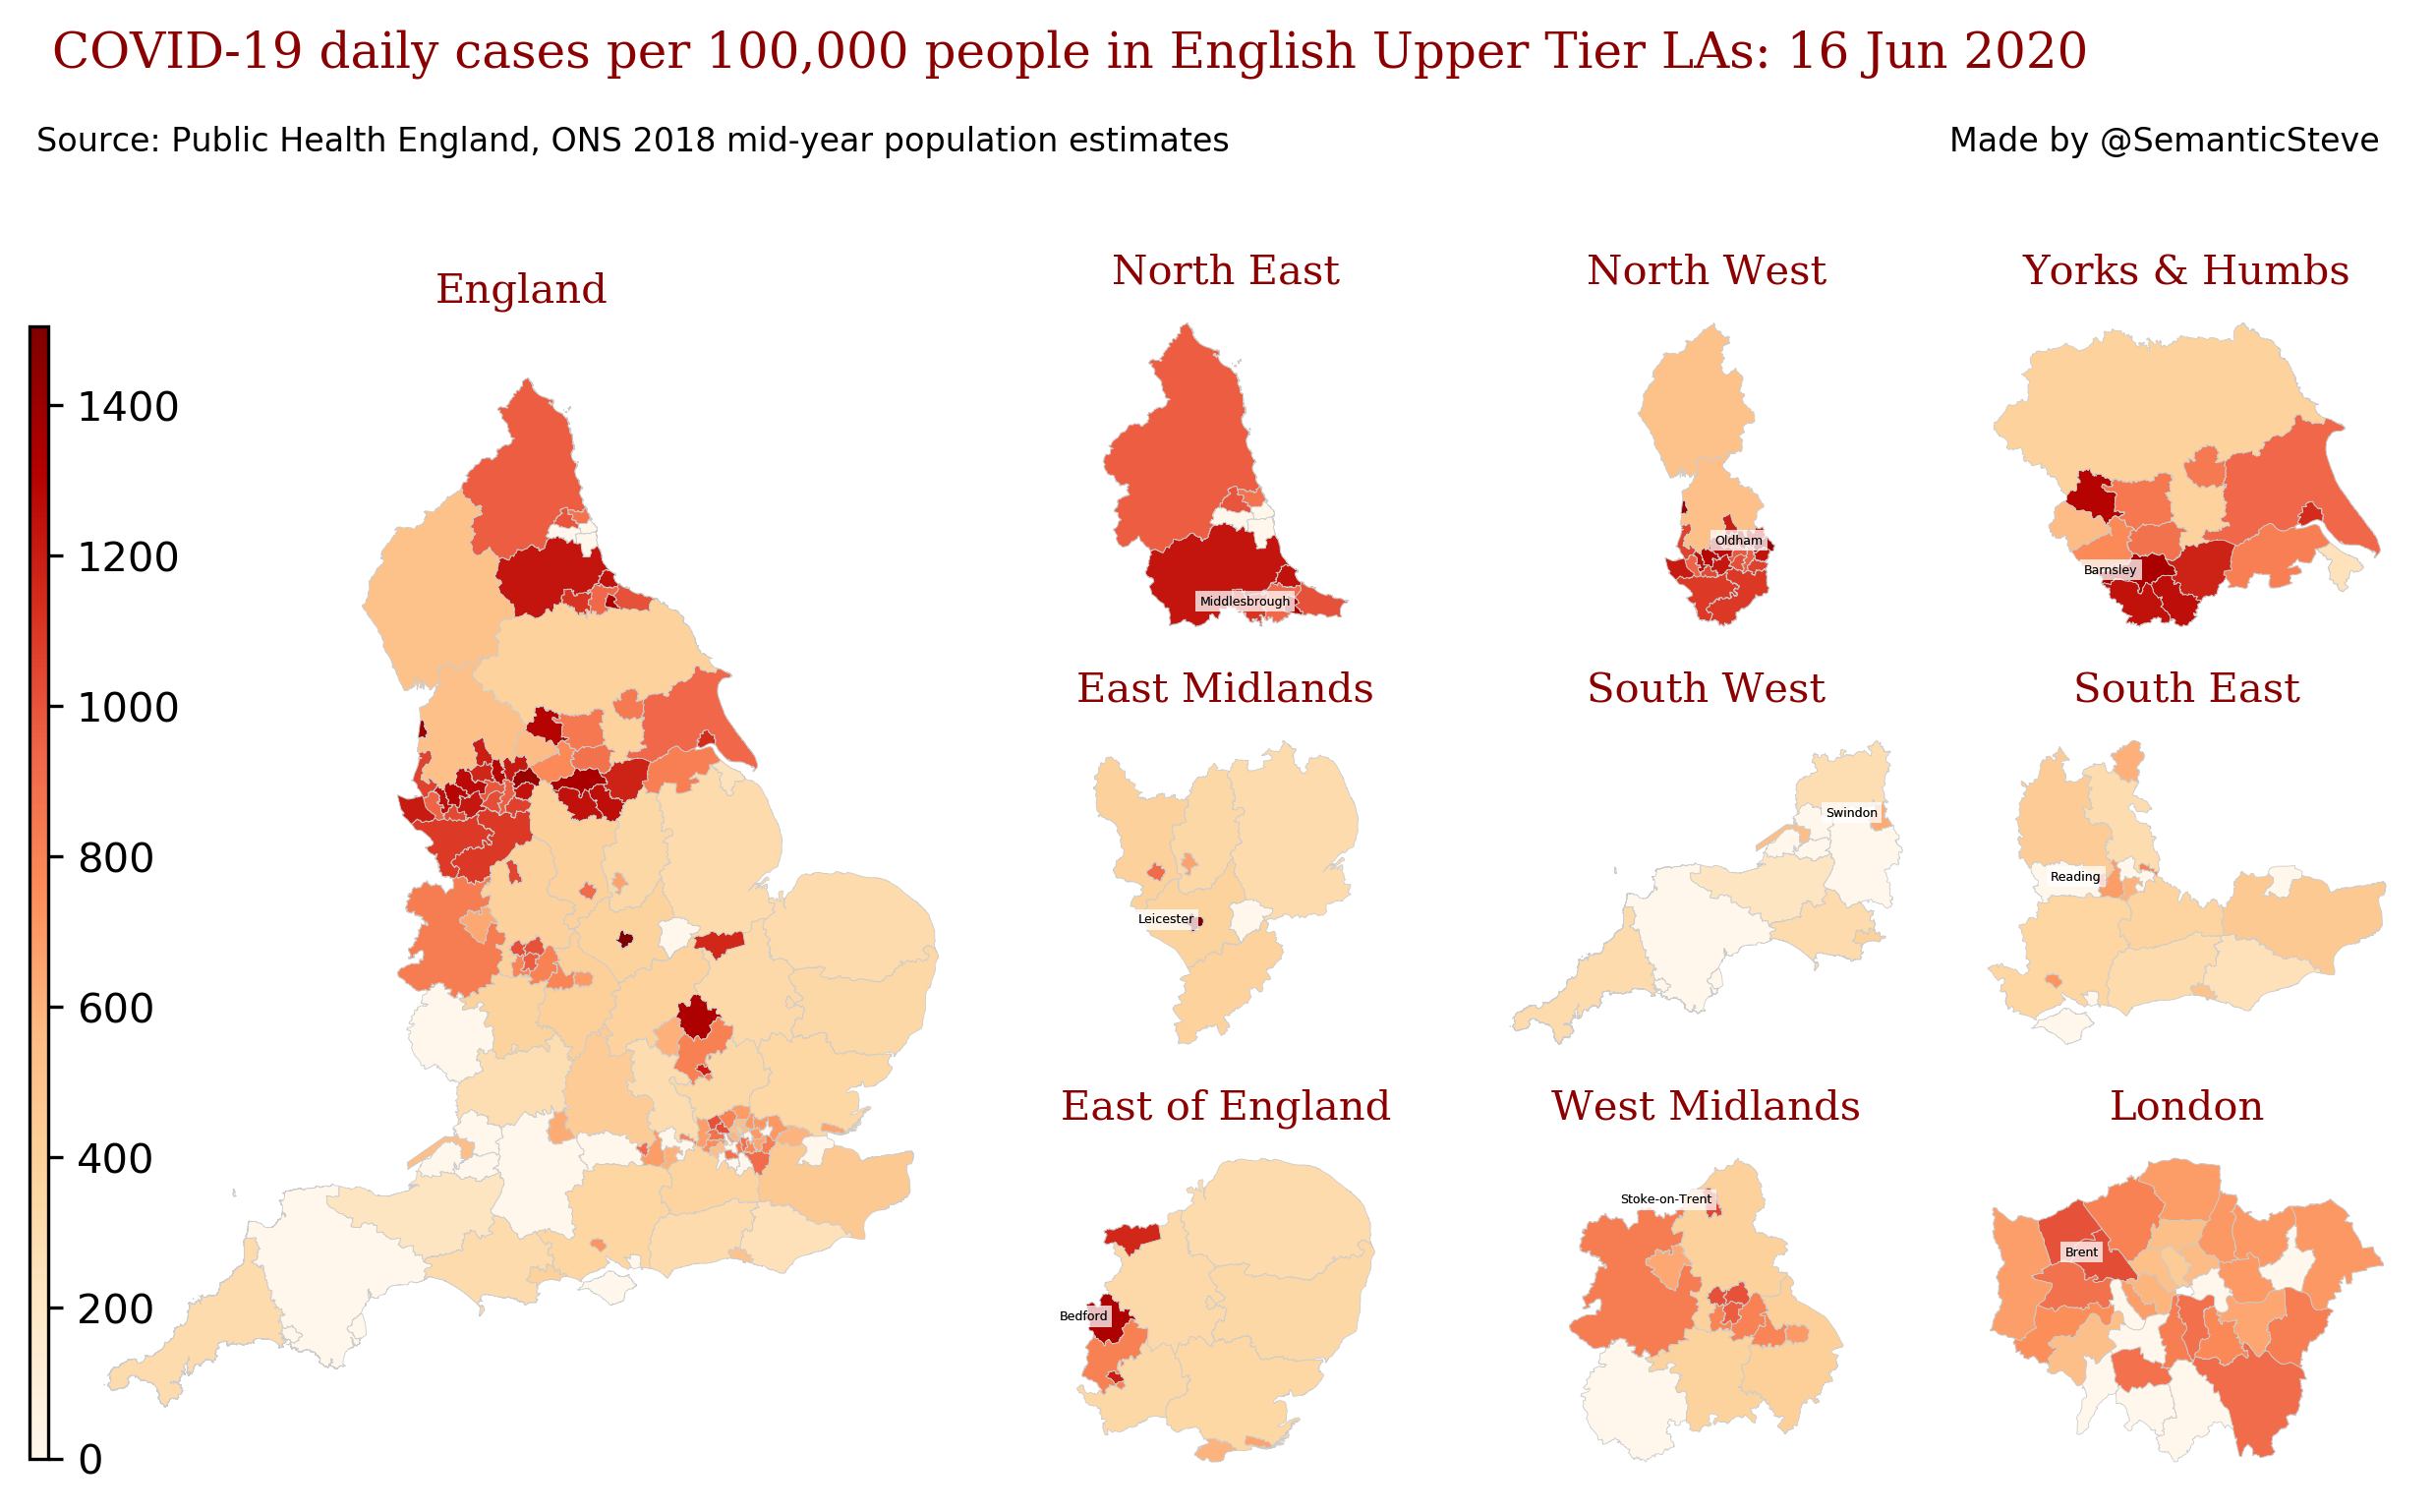 COVID-19 daily cases per 100,000 people in English Upper Tier LAs: 16 Jun 2020
Source: Public Health England, ONS 2018 mid-year population estimates
Made by @SemanticSteve
England
1400
1200
1000
800
600
400
200
0
North East
Middlesbrough
North West
Oldham
Yorks & Humbs
Barnsley
East Midlands
Leicester
South West
Swindon
South East
Reading
East of England
Bedford
West Midlands
Stoke-on-Trent
London
Brent